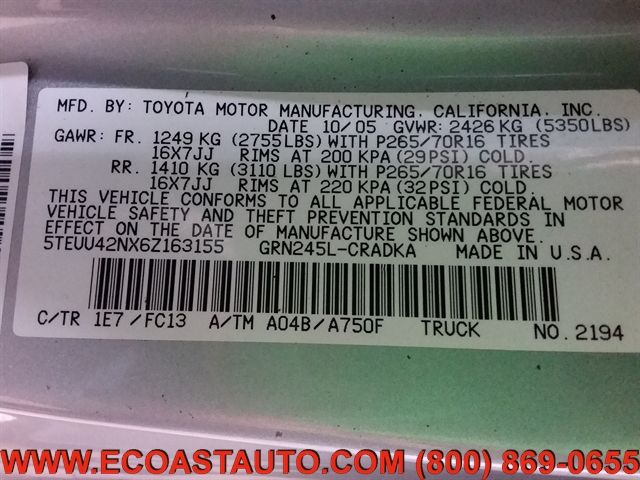 MFD. BY: TOYOTA MOTOR MANUFACTURING. CALIFORNIA. INC.
DATE 10/05 GVWR: 2426 KG (5350LBS)
GAWR: FR. 1249 KG (2755LBS) WITH P265/70R16 TIRES
16X7JJ RIMS AT 200 KPA (29PSI) COLD.
RR. 1410 KG (3110 LBS) WITH P265/70R16 TIRES
16X7JJ RIMS AT 220 KPA (32PSI) COLD.
THIS VEHICLE CONFORMS TO ALL APPLICABLE FEDERAL MOTOR
VEHICLE SAFETY AND THEFT PREVENTION STANDARDS IN
EFFECT ON THE DATE OF MANUFACTURE SHOWN ABOVE.
5TEUU42NX6Z163155 GRN245L-CRADKA MADE IN U.S.A.
C/TR 1E7 /FC13 A/TM A04B/A750F TRUCK NO. 2194
WWW.ECOASTAUTO.COM (800) 869-0655